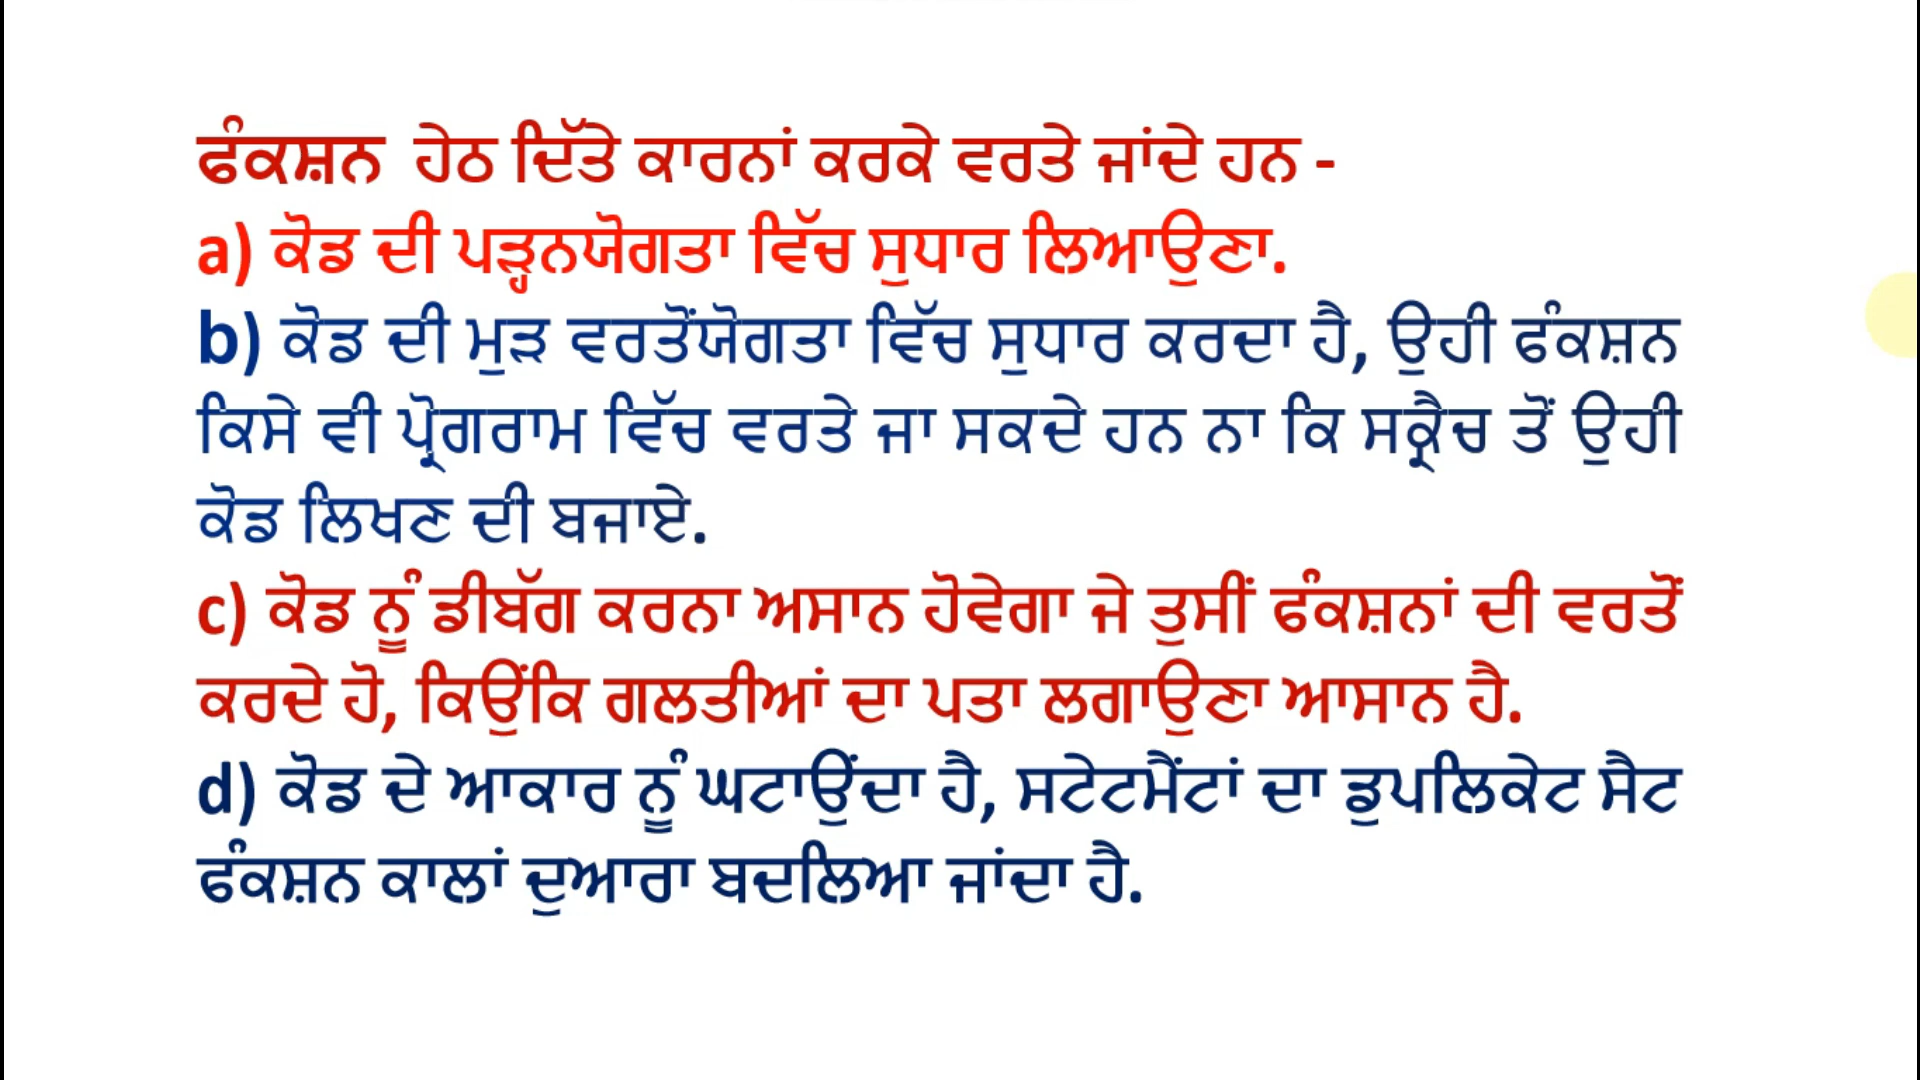 ਫੰਕਸ਼ਨ ਹੇਠ ਦਿੱਤੇ ਕਾਰਨਾਂ ਕਰਕੇ ਵਰਤੇ ਜਾਂਦੇ ਹਨ -
a) ਕੋਡ ਦੀ ਪੜ੍ਹਨਯੋਗਤਾ ਵਿੱਚ ਸੁਧਾਰ ਲਿਆਉਣਾ.
b) ਕੋਡ ਦੀ ਮੁੜ ਵਰਤੋਂਯੋਗਤਾ ਵਿੱਚ ਸੁਧਾਰ ਕਰਦਾ ਹੈ, ਉਹੀ ਫੰਕਸ਼ਨ
ਕਿਸੇ ਵੀ ਪ੍ਰੋਗਰਾਮ ਵਿੱਚ ਵਰਤੇ ਜਾ ਸਕਦੇ ਹਨ ਨਾ ਕਿ ਸਕ੍ਰੈਚ ਤੋਂ ਉਹੀ
ਕੋਡ ਲਿਖਣ ਦੀ ਬਜਾਏ.
c) ਕੋਡ ਨੂੰ ਡੀਬੱਗ ਕਰਨਾ ਅਸਾਨ ਹੋਵੇਗਾ ਜੇ ਤੁਸੀਂ ਫੰਕਸ਼ਨਾਂ ਦੀ ਵਰਤੋਂ
ਕਰਦੇ ਹੋ, ਕਿਉਂਕਿ ਗਲਤੀਆਂ ਦਾ ਪਤਾ ਲਗਾਉਣਾ ਆਸਾਨ ਹੈ.
d) ਕੋਡ ਦੇ ਆਕਾਰ ਨੂੰ ਘਟਾਉਂਦਾ ਹੈ, ਸਟੇਟਮੈਂਟਾਂ ਦਾ ਡੁਪਲਿਕੇਟ ਸੈਟ
ਫੰਕਸ਼ਨ ਕਾਲਾਂ ਦੁਆਰਾ ਬਦਲਿਆ ਜਾਂਦਾ ਹੈ.